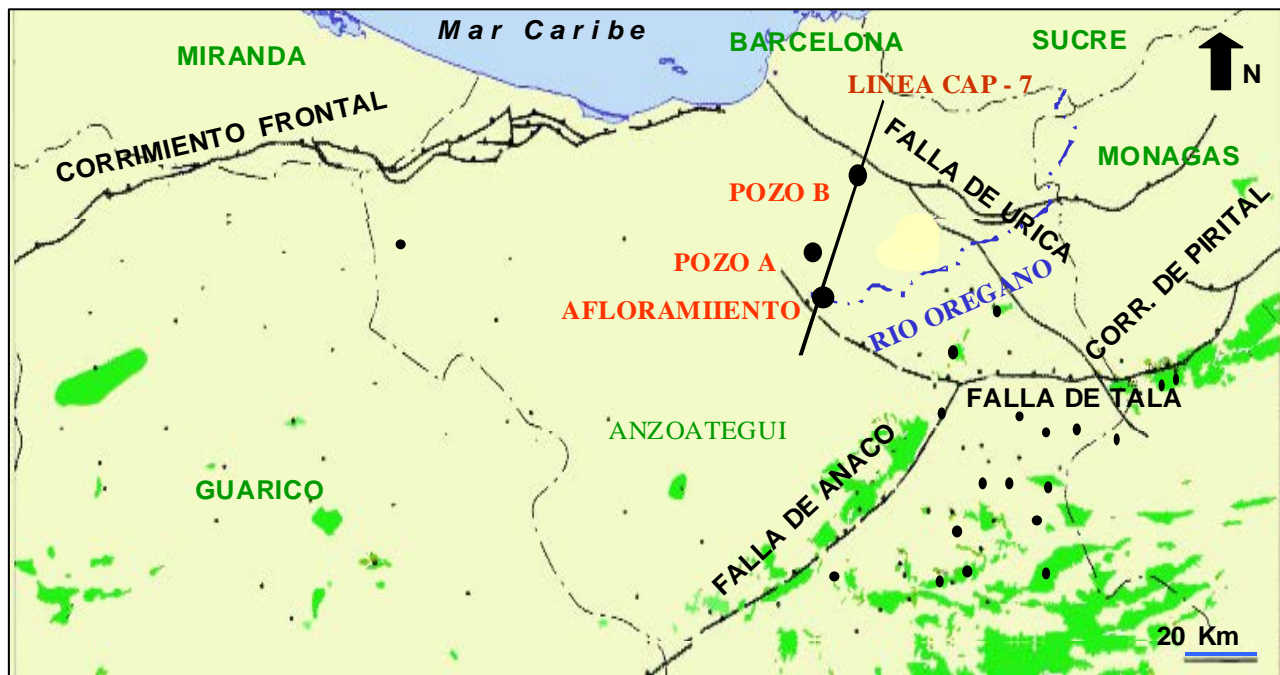 Mar Caribe
BARCELONA
SUCRE
MIRANDA
N
LINEA CAP - 7
CORRIMIENTO FRONTAL
FALLA DE URICA
MONAGAS
POZO B
CORR. DE PIRITAL
POZO A
RIO OREGANO
AFLORAMIIENTO
FALLA DE TALA
ANZOATEGUI
FALLA DE ANACO
GUARICO
20 Km